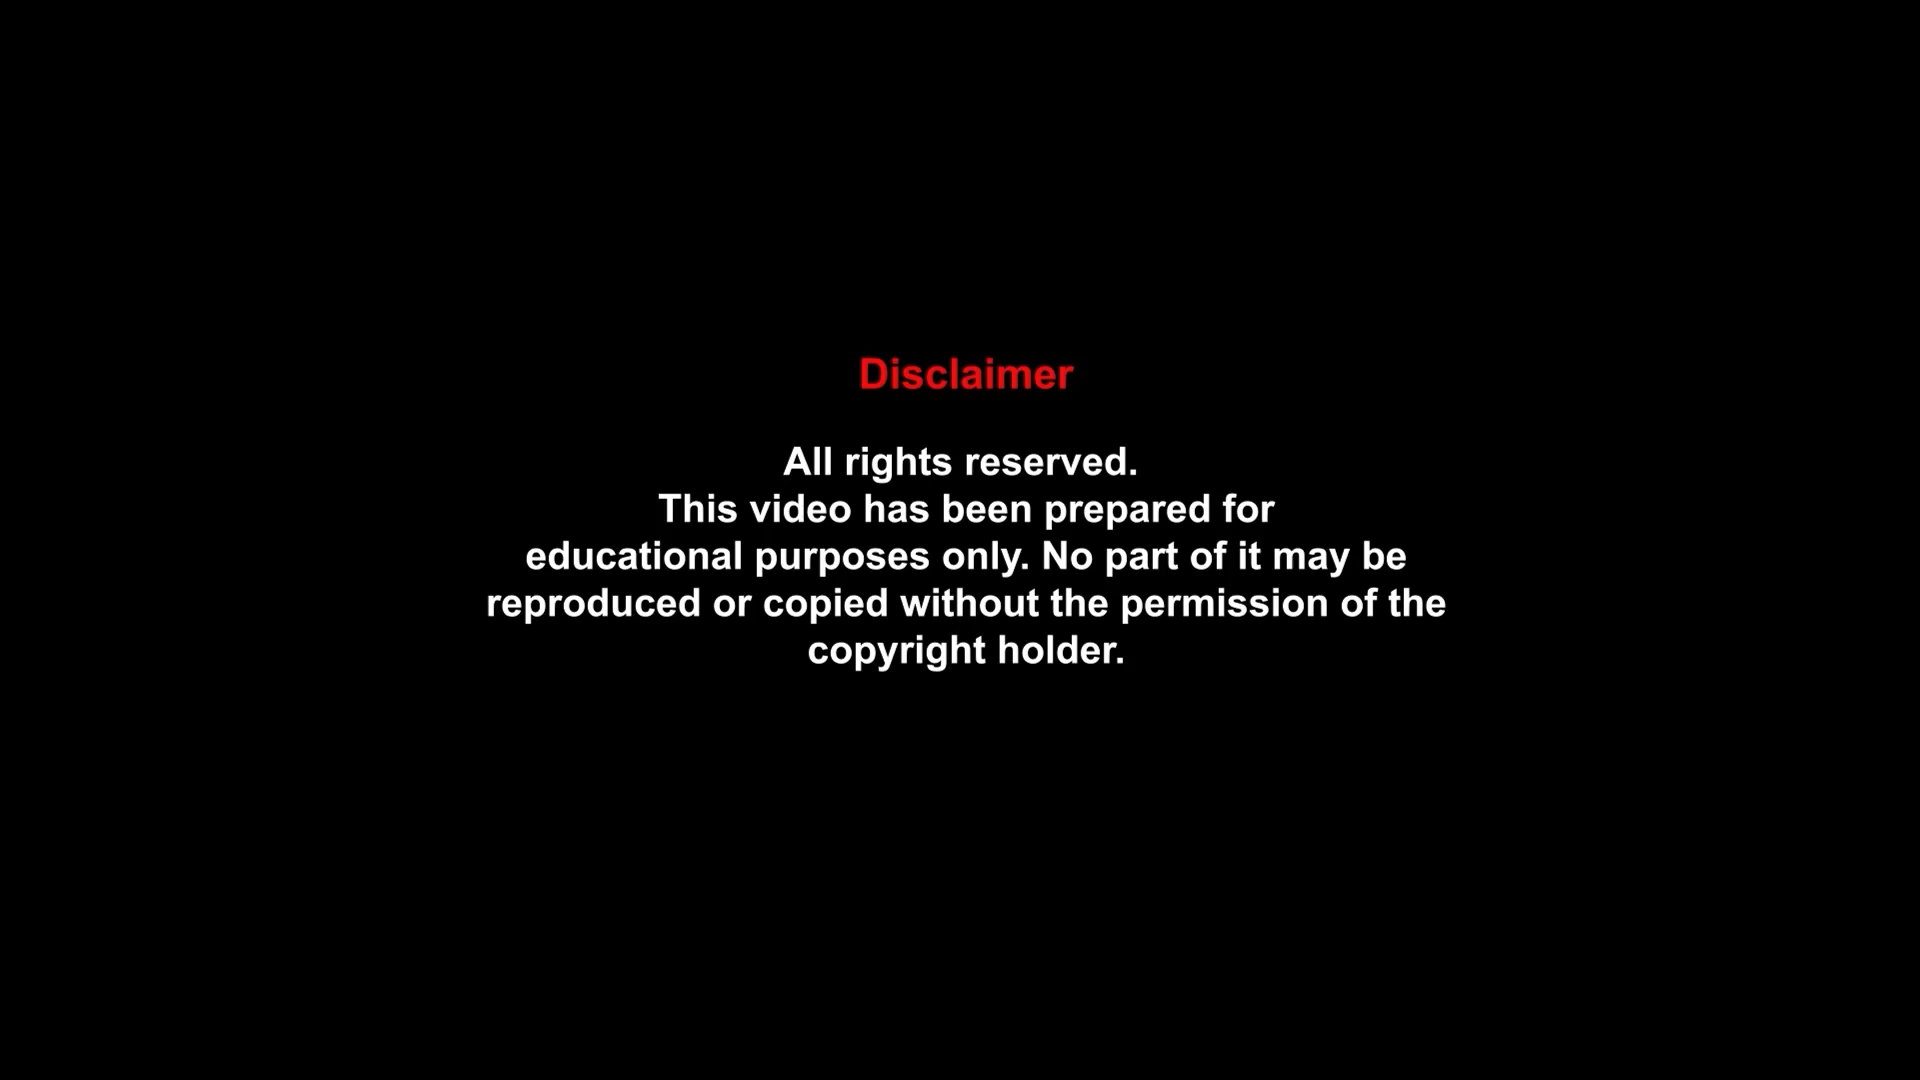 Disclaimer
All rights reserved.
This video has been prepared for
educational purposes only. No part of it may be
reproduced or copied without the permission of the
copyright holder.